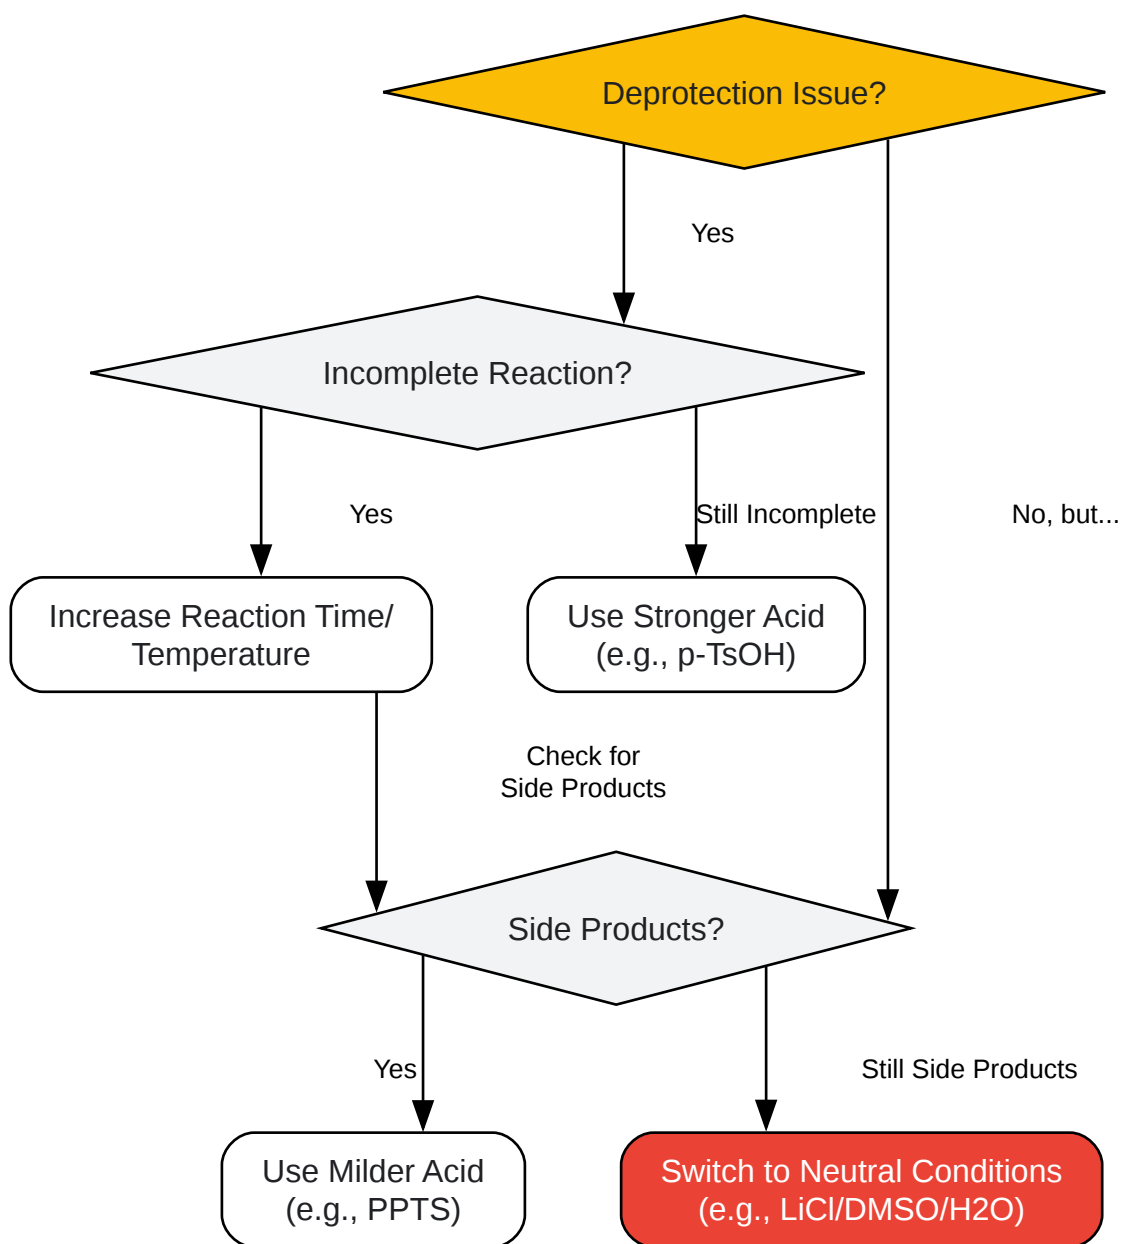 Deprotection Issue?
Yes
Incomplete Reaction?
Yes
Still Incomplete
No, but...
Increase Reaction Time/
Temperature
Use Stronger Acid
(e.g., p-TsOH)
Check for
Side Products
Side Products?
Yes
Still Side Products
Use Milder Acid
(e.g., PPTS)
Switch to Neutral Conditions
(e.g., LiCl/DMSO/H2O)